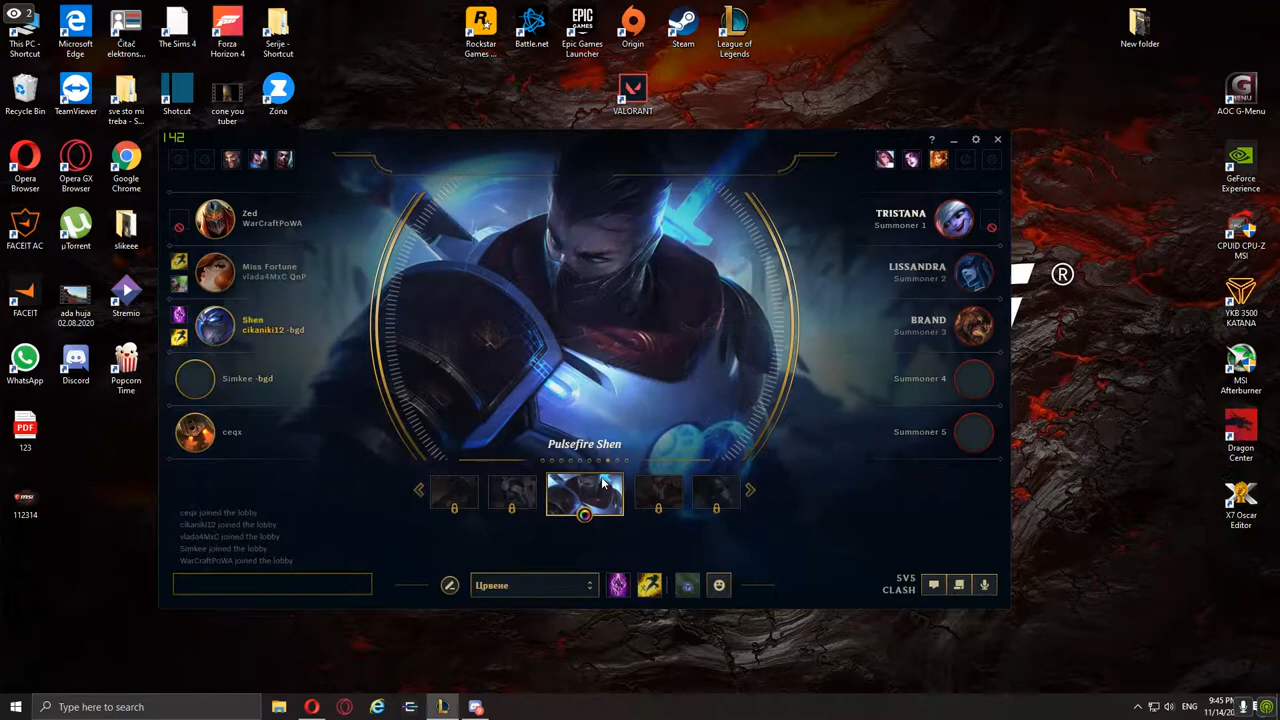 2
This PC - Shortcut
Microsoft Edge
Čitač elektrons...
The Sims 4
Forza Horizon 4
Serije - Shortcut
Rockstar Games ...
Battle.net
Epic Games Launcher
Origin
Steam
League of Legends
New folder
Recycle Bin
TeamViewer
sve sto mi treba - S...
Shotcut
cone you tuber
Zona
VALORANT
AOC G-Menu
142
?
Opera Browser
Opera GX Browser
Google Chrome
GeForce Experience
Zed
WarCraftPoWA
TRISTANA
Summoner 1
FACEIT AC
µTorrent
slikeee
CPUID CPU-Z MSI
Miss Fortune
vlada4MxC QnP
LISSANDRA
Summoner 2
®
FACEIT
ada huja 02.08.2020
Stremio
Shen
cikaniki12 -bgd
BRAND
Summoner 3
YKB 3500 KATANA
WhatsApp
Discord
Popcorn Time
Simkee -bgd
Summoner 4
MSI Afterburner
PDF
123
ceqx
Summoner 5
Dragon Center
Pulsefire Shen
112314
X7 Oscar Editor
ceqx joined the lobby
cikaniki12 joined the lobby
vlada4MxC joined the lobby
Simkee joined the lobby
WarCraftPoWA joined the lobby
Црвене
5V5
CLASH
Type here to search
ENG
9:45
11/14/20